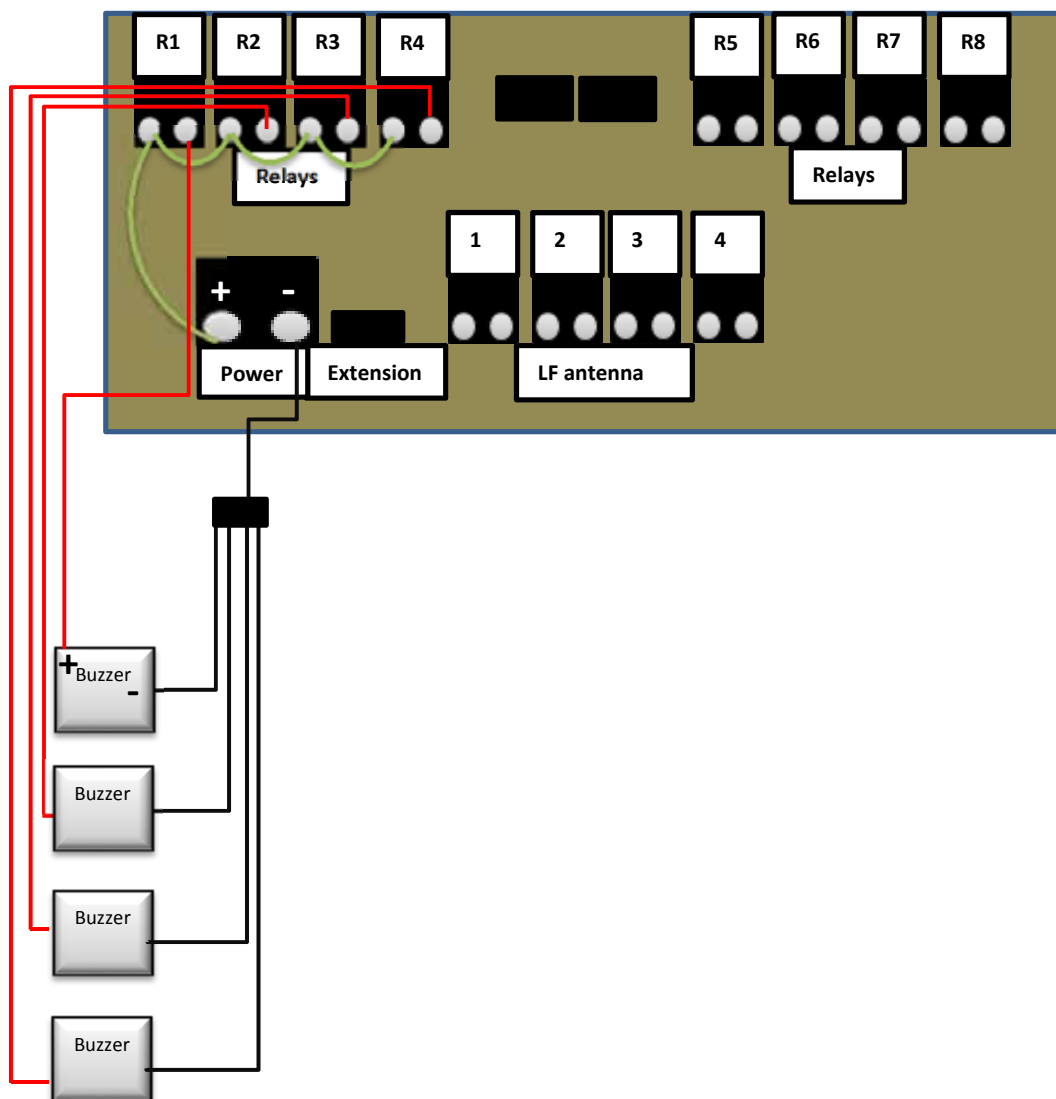 R1 R2 R3 R4 R5 R6 R7 R8
Relays Relays
1 2 3 4
+ -
Power Extension LF antenna
+
Buzzer
-
Buzzer
Buzzer
Buzzer